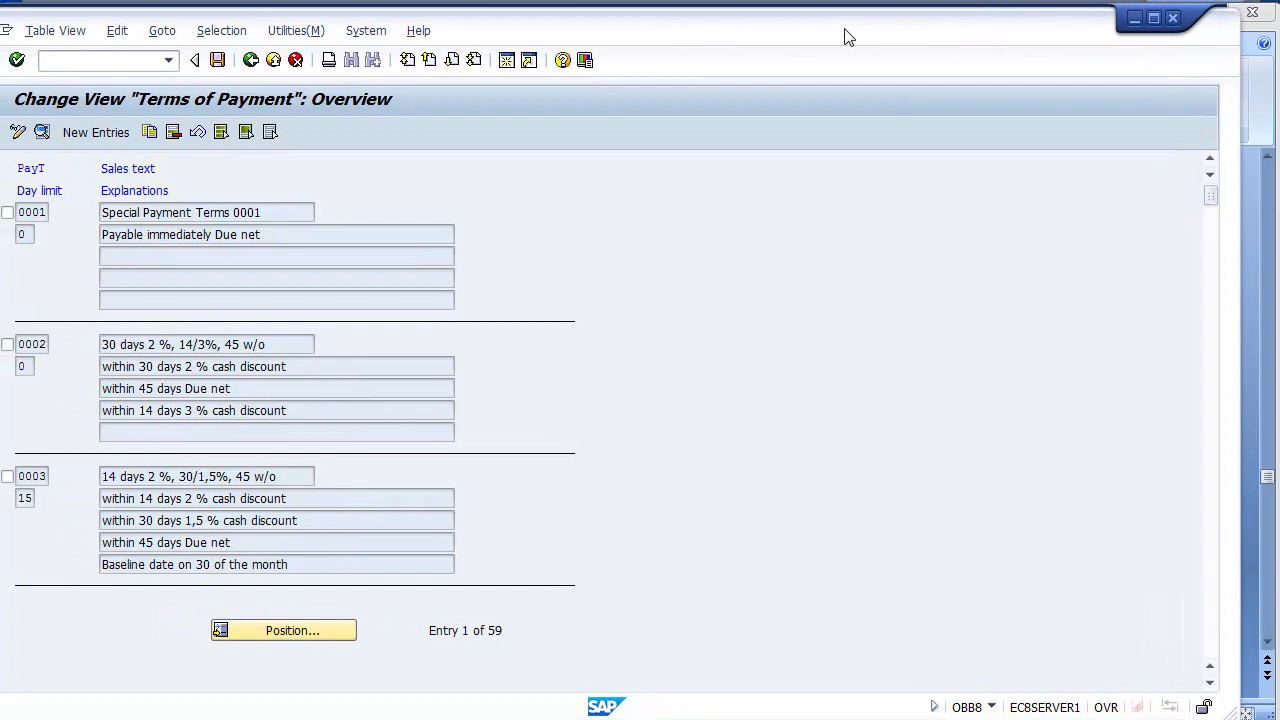 Table View Edit Goto Selection Utilities(M) System Help
Change View "Terms of Payment": Overview
New Entries
PayT Sales text
Day limit Explanations
0001 Special Payment Terms 0001
0 Payable immediately Due net
0002 30 days 2 %, 14/3%, 45 w/o
0 within 30 days 2 % cash discount
within 45 days Due net
within 14 days 3 % cash discount
0003 14 days 2 %, 30/1,5%, 45 w/o
15 within 14 days 2 % cash discount
within 30 days 1,5 % cash discount
within 45 days Due net
Baseline date on 30 of the month
Position... Entry 1 of 59
SAP OBB8 EC8SERVER1 OVR